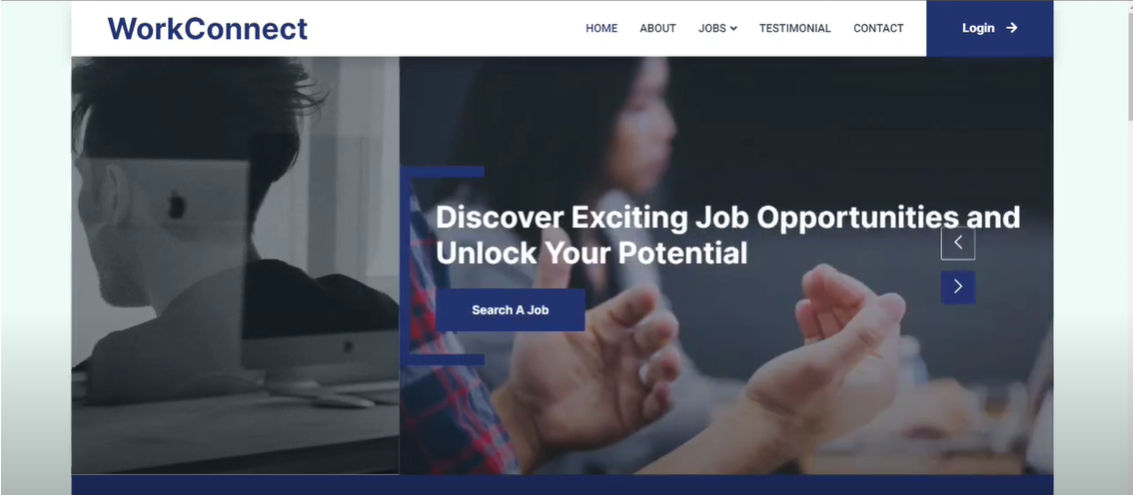 WorkConnect
HOME ABOUT JOBS TESTIMONIAL CONTACT Login
Discover Exciting Job Opportunities and
Unlock Your Potential
Search A Job